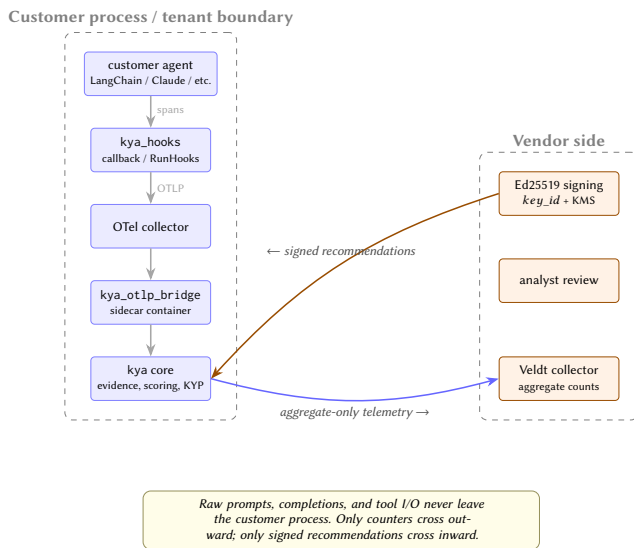 Customer process / tenant boundary
customer agent
LangChain / Claude / etc.
spans
kya_hooks
callback / RunHooks
OTLP
OTel collector
kya_otlp_bridge
sidecar container
kya core
evidence, scoring, KYP
Vendor side
Ed25519 signing
key_id + KMS
analyst review
Veldt collector
aggregate counts
← signed recommendations
aggregate-only telemetry →
Raw prompts, completions, and tool I/O never leave
the customer process. Only counters cross out-
ward; only signed recommendations cross inward.